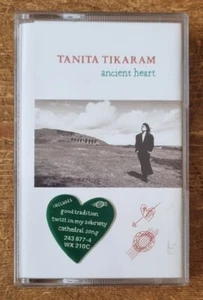 TANITA TIKARAM
ancient heart
INCLUDES
good tradition
twist in my sobriety
cathedral song
243 877-4
WX 210C